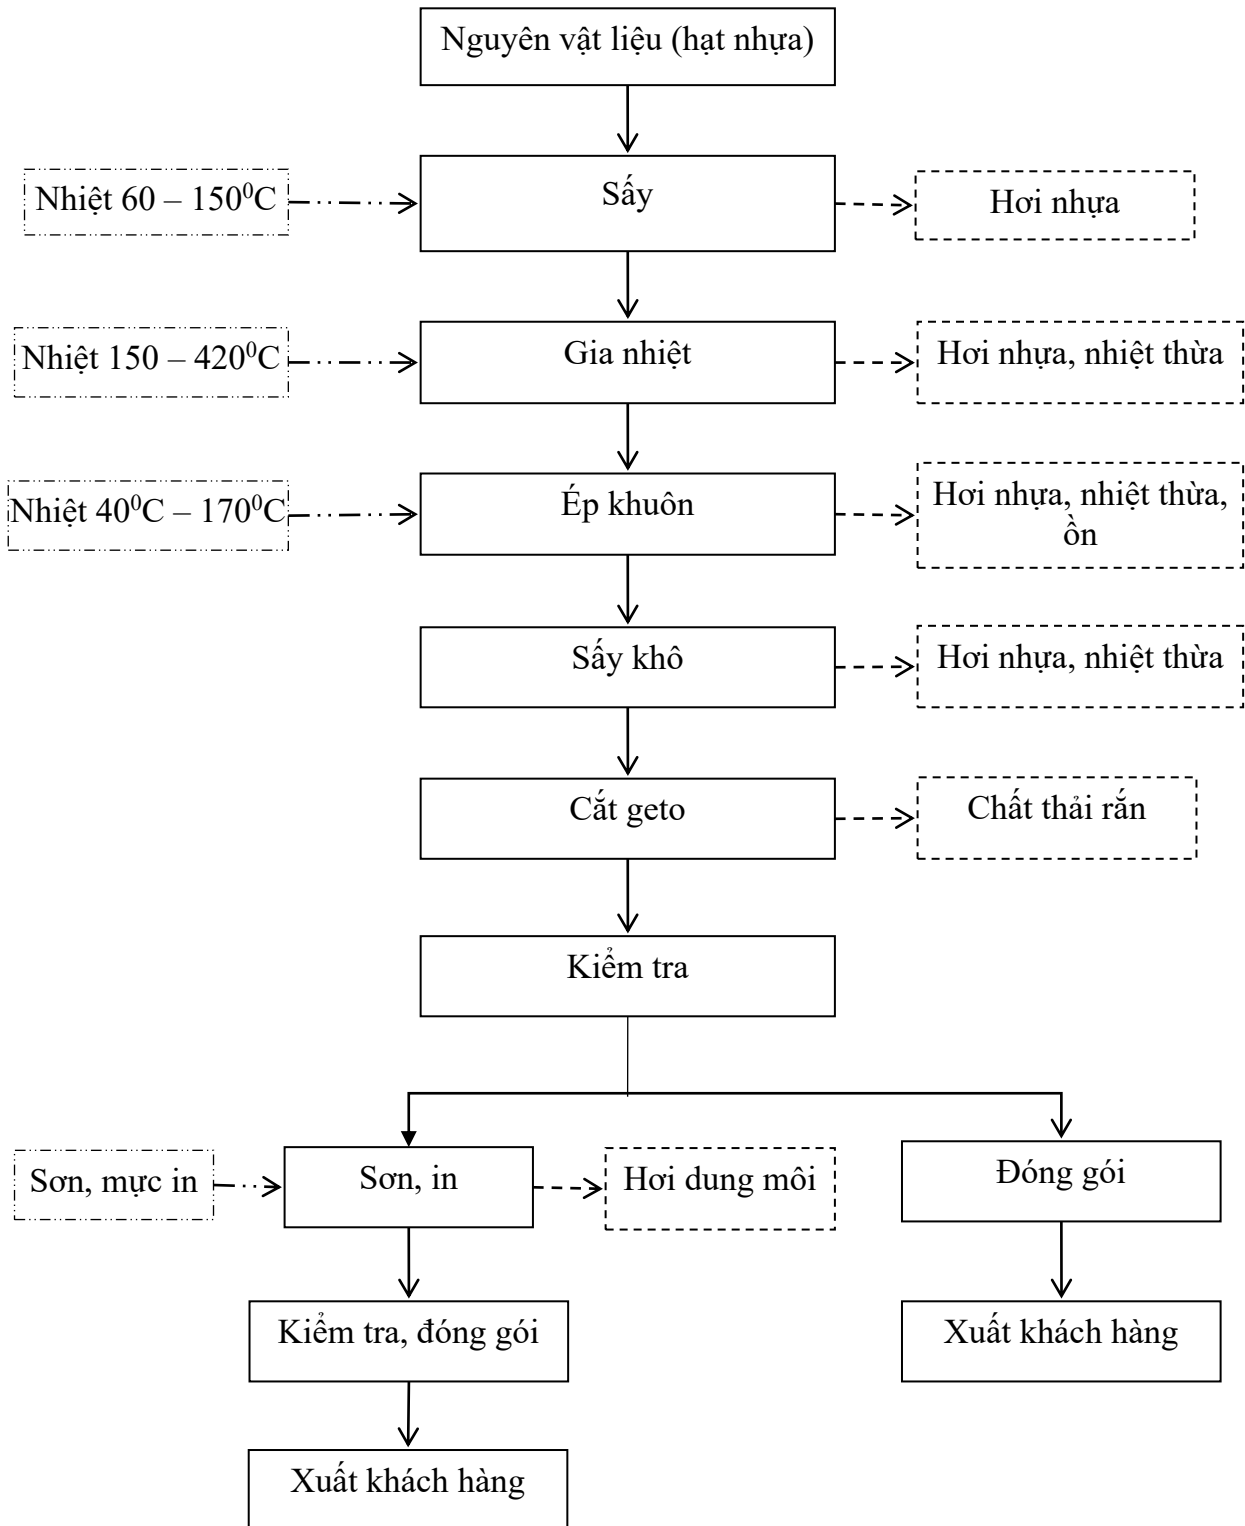 Nguyên vật liệu (hạt nhựa)
Nhiệt 60 – 150⁰C
Sấy
Hơi nhựa
Nhiệt 150 – 420⁰C
Gia nhiệt
Hơi nhựa, nhiệt thừa
Nhiệt 40⁰C – 170⁰C
Ép khuôn
Hơi nhựa, nhiệt thừa,
ồn
Sấy khô
Hơi nhựa, nhiệt thừa
Cắt geto
Chất thải rắn
Kiểm tra
Sơn, mực in
Sơn, in
Hơi dung môi
Đóng gói
Kiểm tra, đóng gói
Xuất khách hàng
Xuất khách hàng